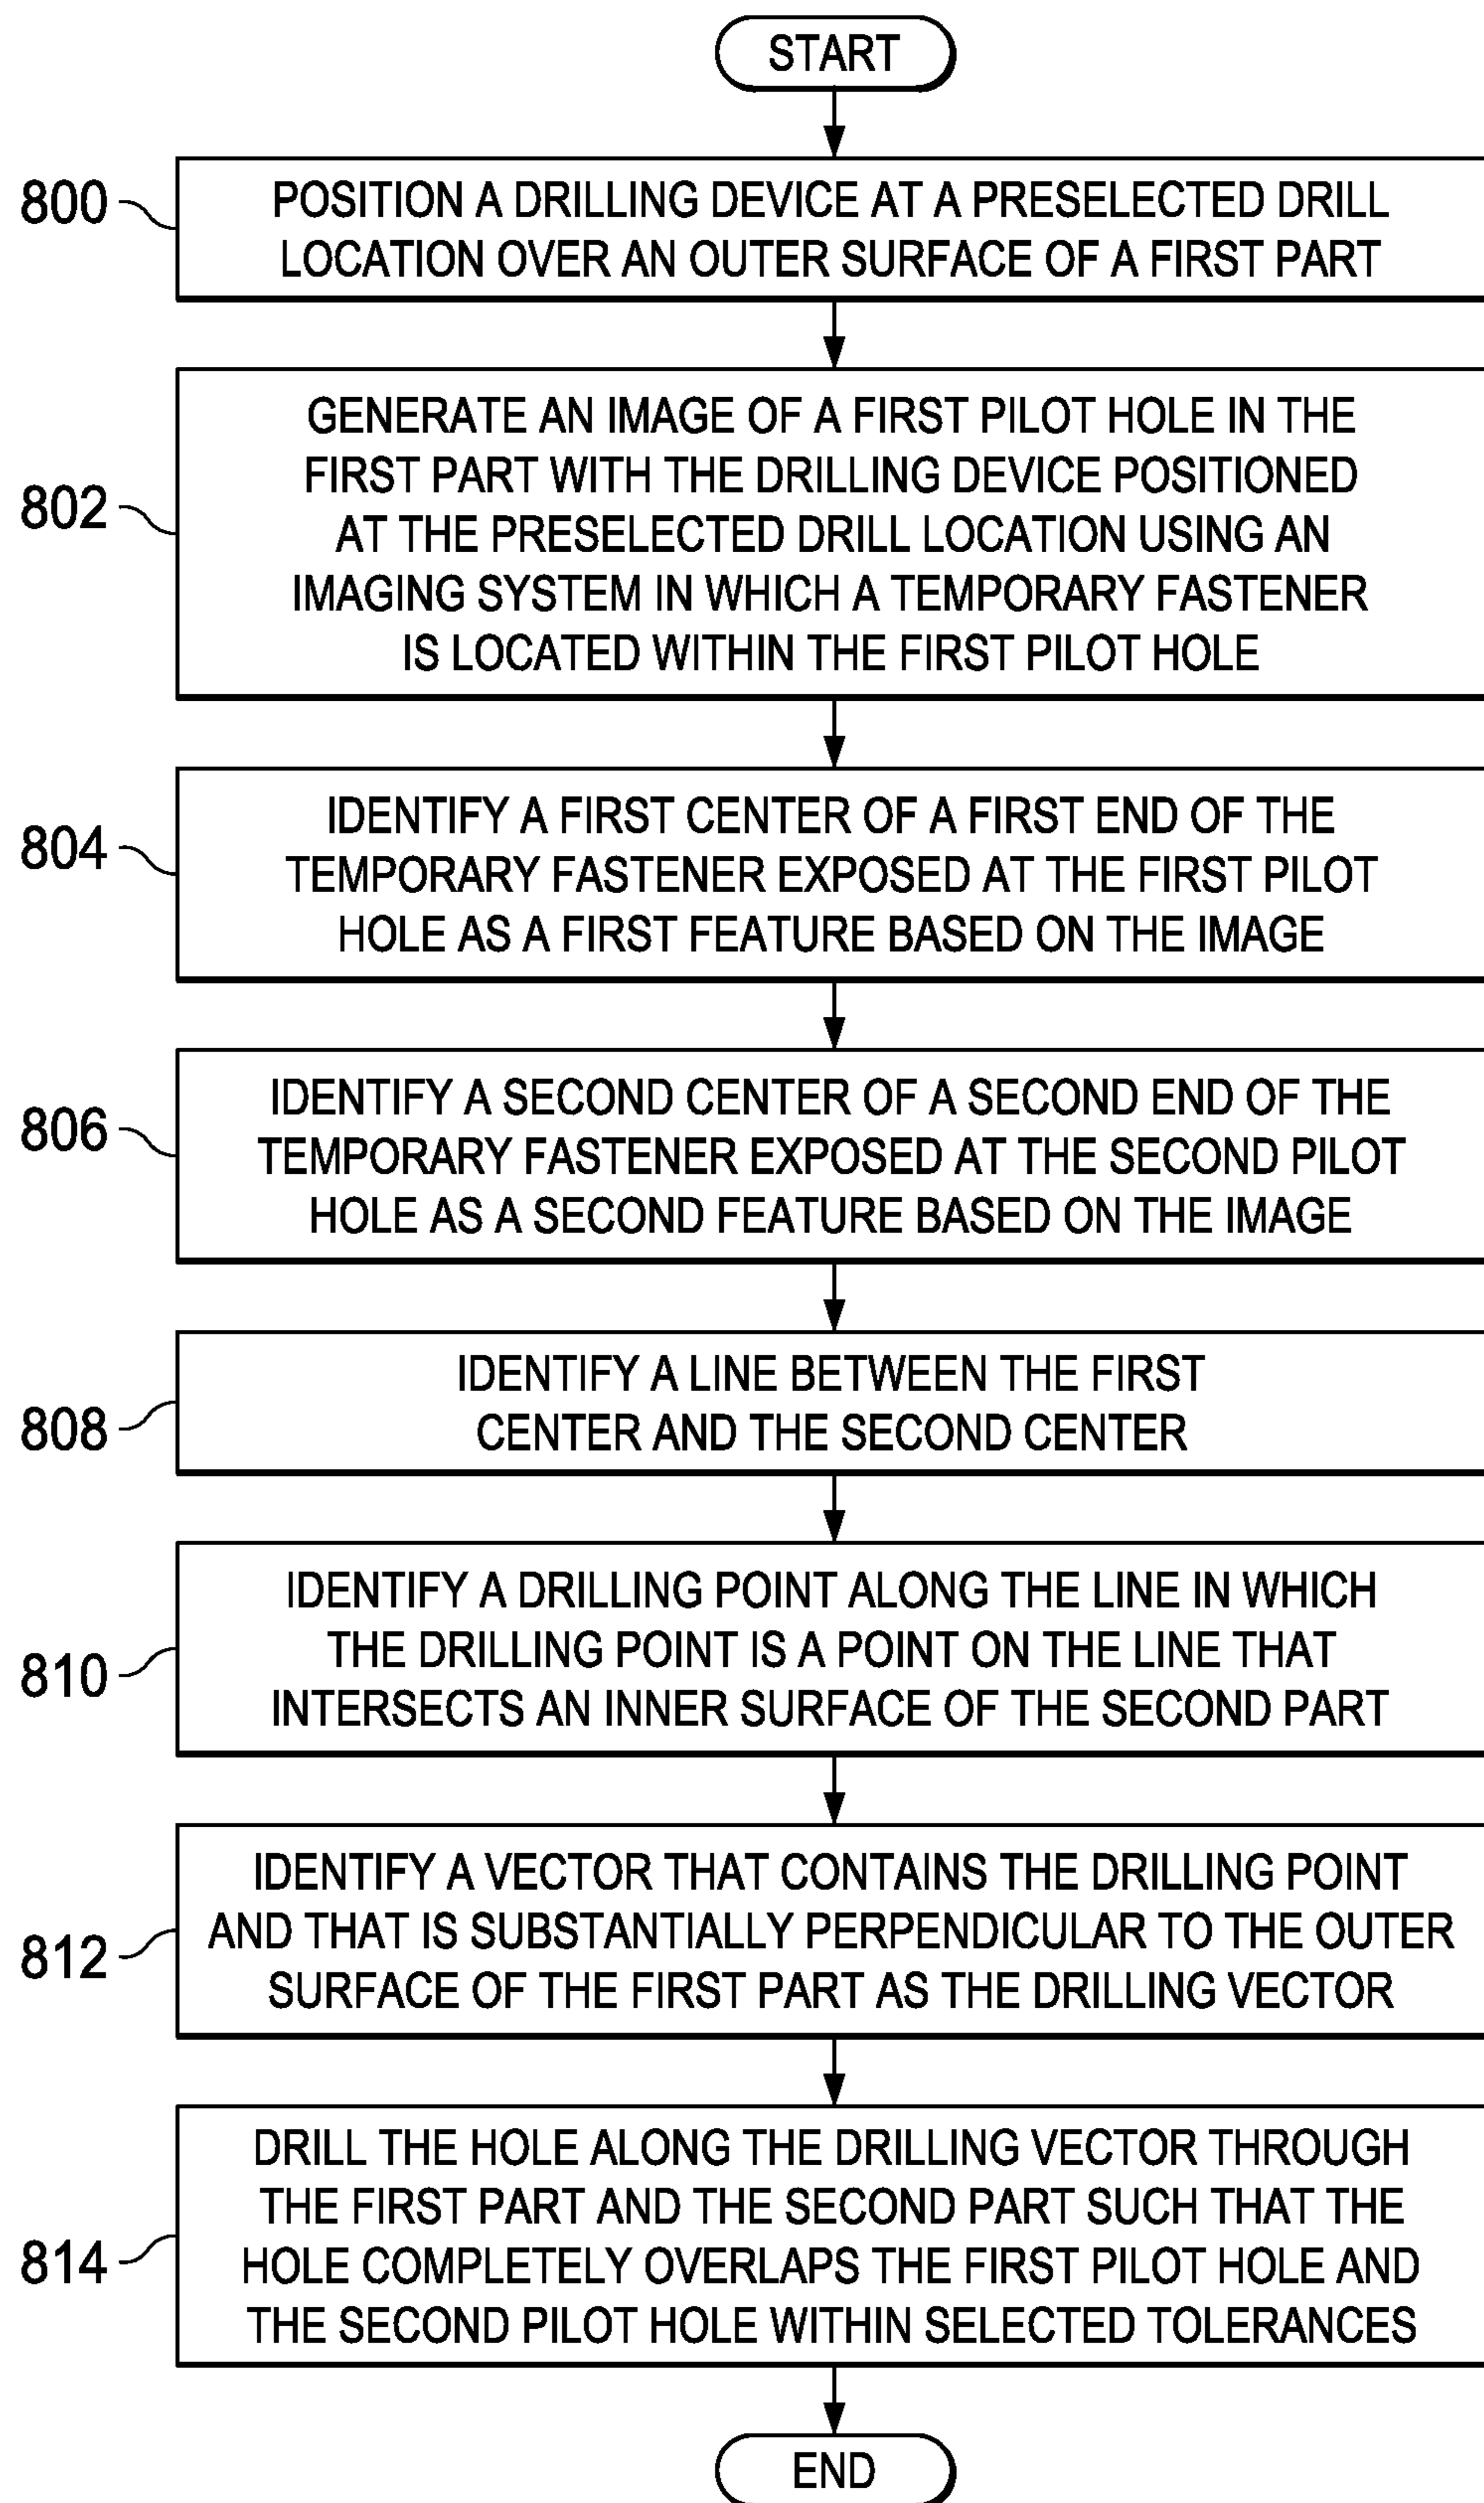 START
800
POSITION A DRILLING DEVICE AT A PRESELECTED DRILL
LOCATION OVER AN OUTER SURFACE OF A FIRST PART
802
GENERATE AN IMAGE OF A FIRST PILOT HOLE IN THE
FIRST PART WITH THE DRILLING DEVICE POSITIONED
AT THE PRESELECTED DRILL LOCATION USING AN
IMAGING SYSTEM IN WHICH A TEMPORARY FASTENER
IS LOCATED WITHIN THE FIRST PILOT HOLE
804
IDENTIFY A FIRST CENTER OF A FIRST END OF THE
TEMPORARY FASTENER EXPOSED AT THE FIRST PILOT
HOLE AS A FIRST FEATURE BASED ON THE IMAGE
806
IDENTIFY A SECOND CENTER OF A SECOND END OF THE
TEMPORARY FASTENER EXPOSED AT THE SECOND PILOT
HOLE AS A SECOND FEATURE BASED ON THE IMAGE
808
IDENTIFY A LINE BETWEEN THE FIRST
CENTER AND THE SECOND CENTER
810
IDENTIFY A DRILLING POINT ALONG THE LINE IN WHICH
THE DRILLING POINT IS A POINT ON THE LINE THAT
INTERSECTS AN INNER SURFACE OF THE SECOND PART
812
IDENTIFY A VECTOR THAT CONTAINS THE DRILLING POINT
AND THAT IS SUBSTANTIALLY PERPENDICULAR TO THE OUTER
SURFACE OF THE FIRST PART AS THE DRILLING VECTOR
814
DRILL THE HOLE ALONG THE DRILLING VECTOR THROUGH
THE FIRST PART AND THE SECOND PART SUCH THAT THE
HOLE COMPLETELY OVERLAPS THE FIRST PILOT HOLE AND
THE SECOND PILOT HOLE WITHIN SELECTED TOLERANCES
END